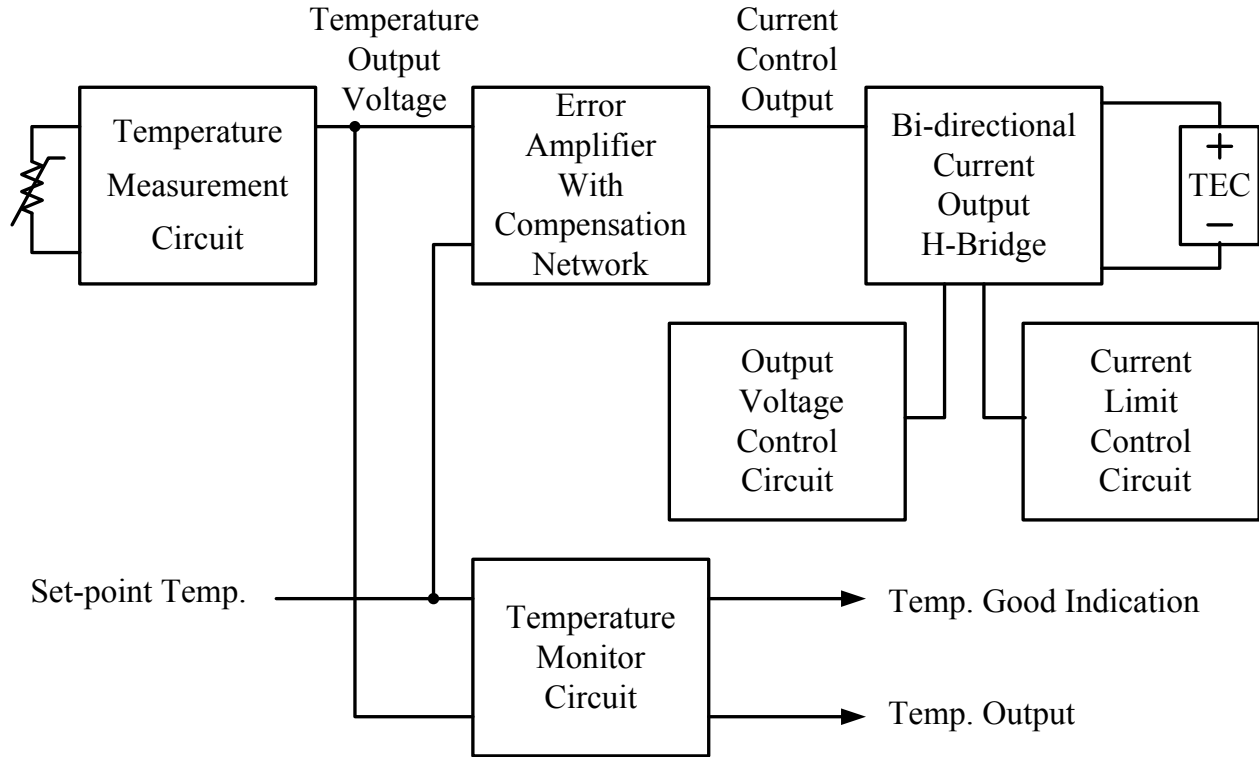 Temperature
Output
Voltage
Current
Control
Output
Temperature
Measurement
Circuit
Error
Amplifier
With
Compensation
Network
Bi-directional
Current
Output
H-Bridge
+
TEC
−
Output
Voltage
Control
Circuit
Current
Limit
Control
Circuit
Set-point Temp.
Temperature
Monitor
Circuit
Temp. Good Indication
Temp. Output